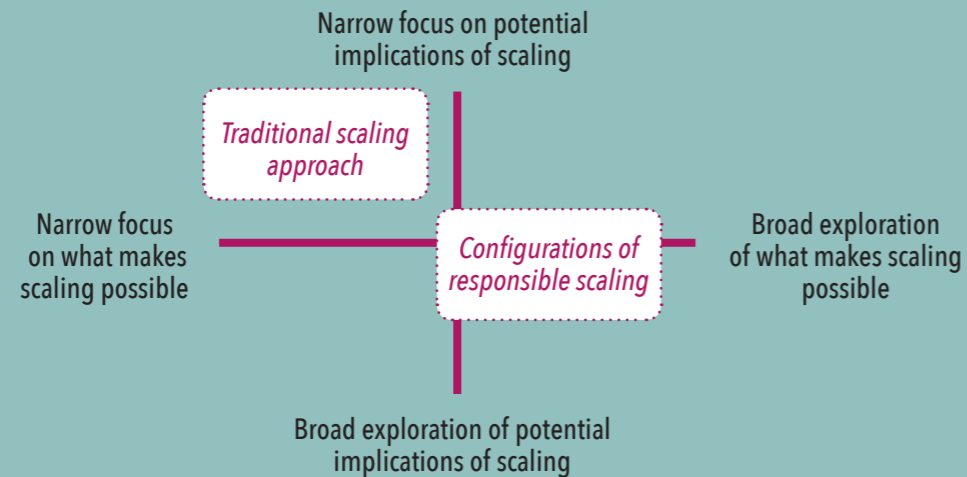 Narrow focus on potential
implications of scaling
Traditional scaling
approach
Narrow focus
on what makes
scaling possible
Configurations of
responsible scaling
Broad exploration
of what makes scaling
possible
Broad exploration of potential
implications of scaling